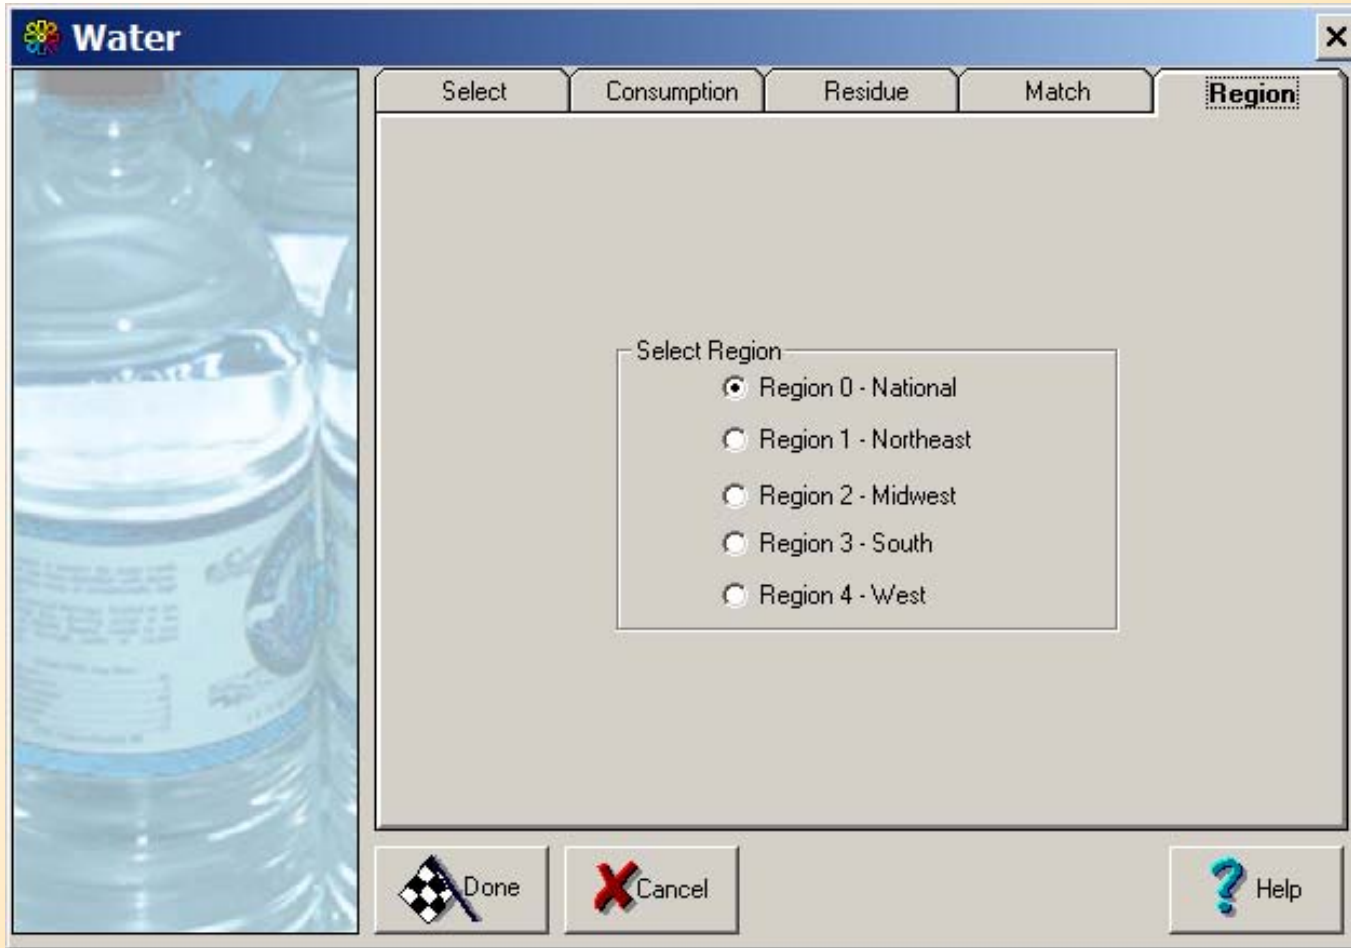 Water
Select Consumption Residue Match Region
Select Region
Region 0 - National
Region 1 - Northeast
Region 2 - Midwest
Region 3 - South
Region 4 - West
Done Cancel Help